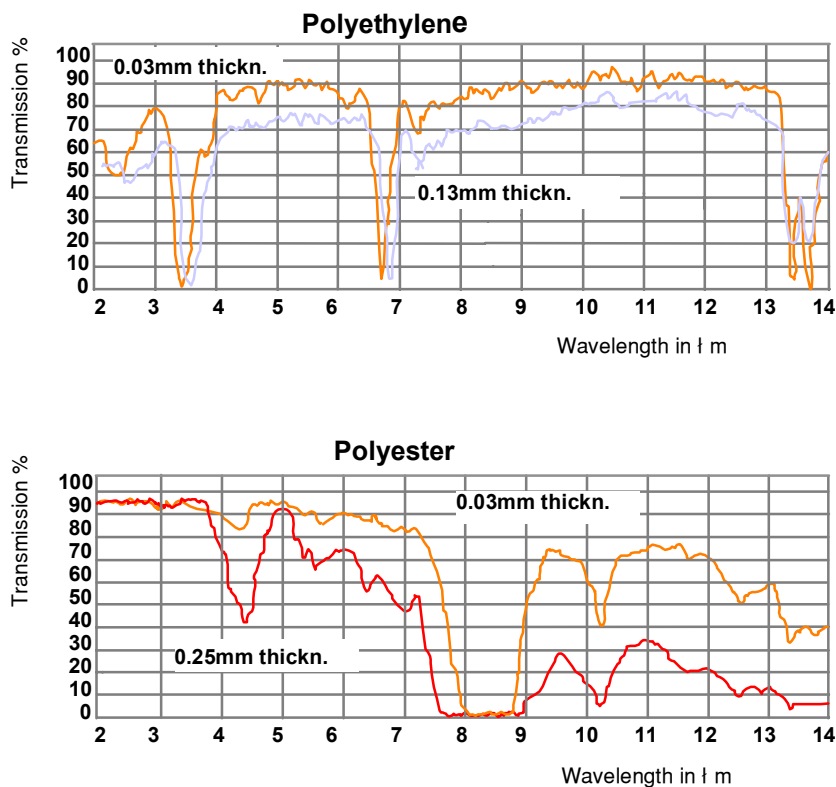 Polyethylene
Transmission %
100
90
80
70
60
50
40
30
20
10
0
0.03mm thickn.
0.13mm thickn.
2 3 4 5 6 7 8 9 10 11 12 13 14
Wavelength in ł m
Polyester
Transmission %
100
90
80
70
60
50
40
30
20
10
0
0.03mm thickn.
0.25mm thickn.
2 3 4 5 6 7 8 9 10 11 12 13 14
Wavelength in ł m